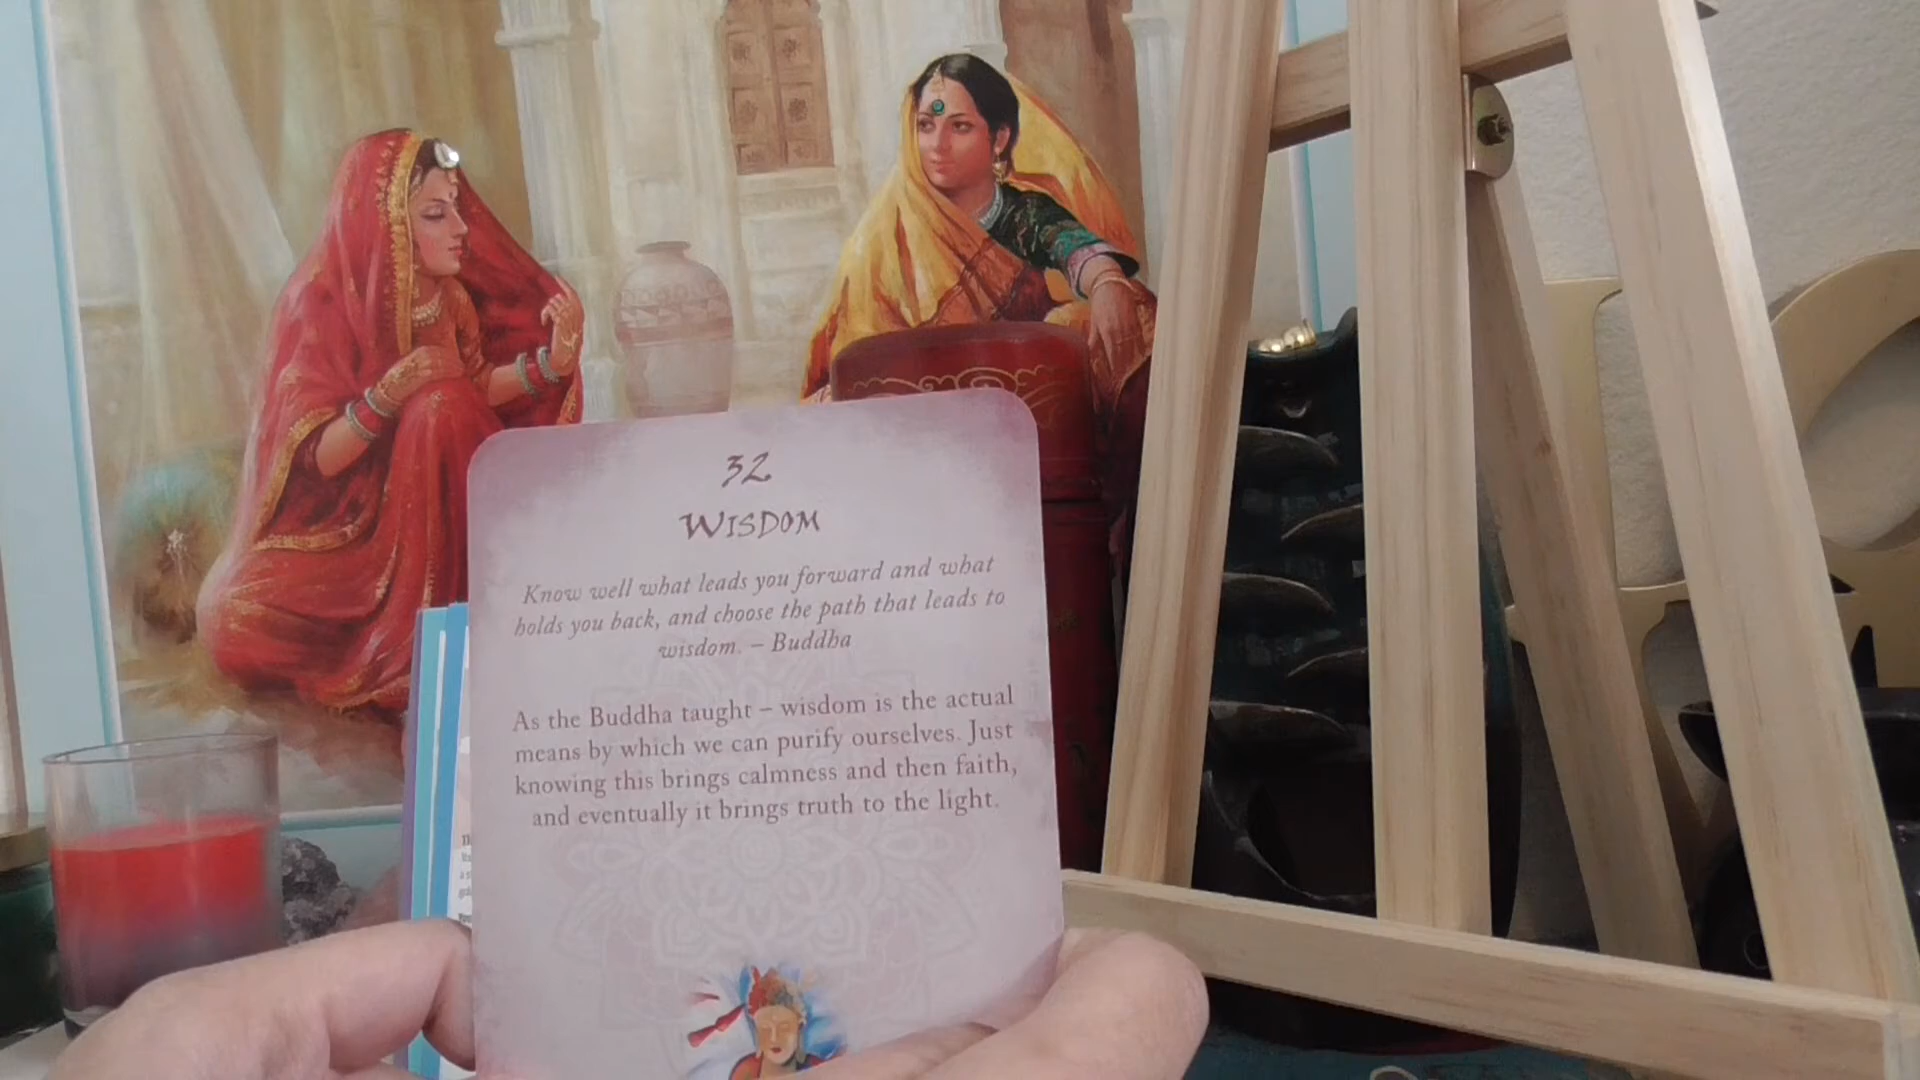 32
WISDOM
Know well what leads you forward and what
holds you back, and choose the path that leads to
wisdom. – Buddha
As the Buddha taught – wisdom is the actual
means by which we can purify ourselves. Just
knowing this brings calmness and then faith,
and eventually it brings truth to the light.